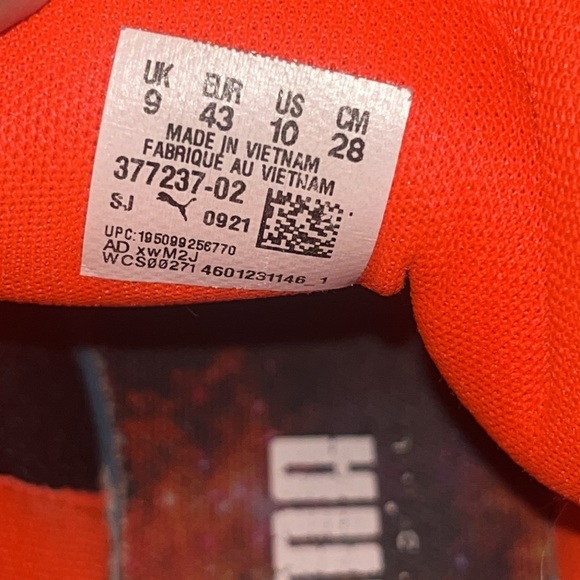 UK EUR US CM
9 43 10 28
MADE IN VIETNAM
FABRIQUE AU VIETNAM
377237-02
SJ 0921
UPC:195099256770
AD xwM2J
WCS00271 4601231146_1